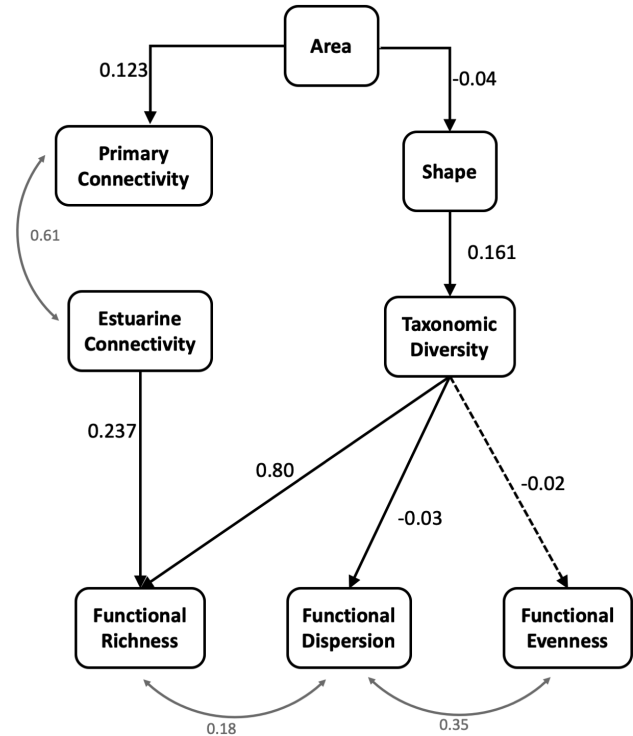 Area
0.123
-0.04
Primary
Connectivity
Shape
0.61
0.161
Estuarine
Connectivity
Taxonomic
Diversity
0.237
0.80
-0.03
-0.02
Functional
Richness
Functional
Dispersion
Functional
Evenness
0.18
0.35